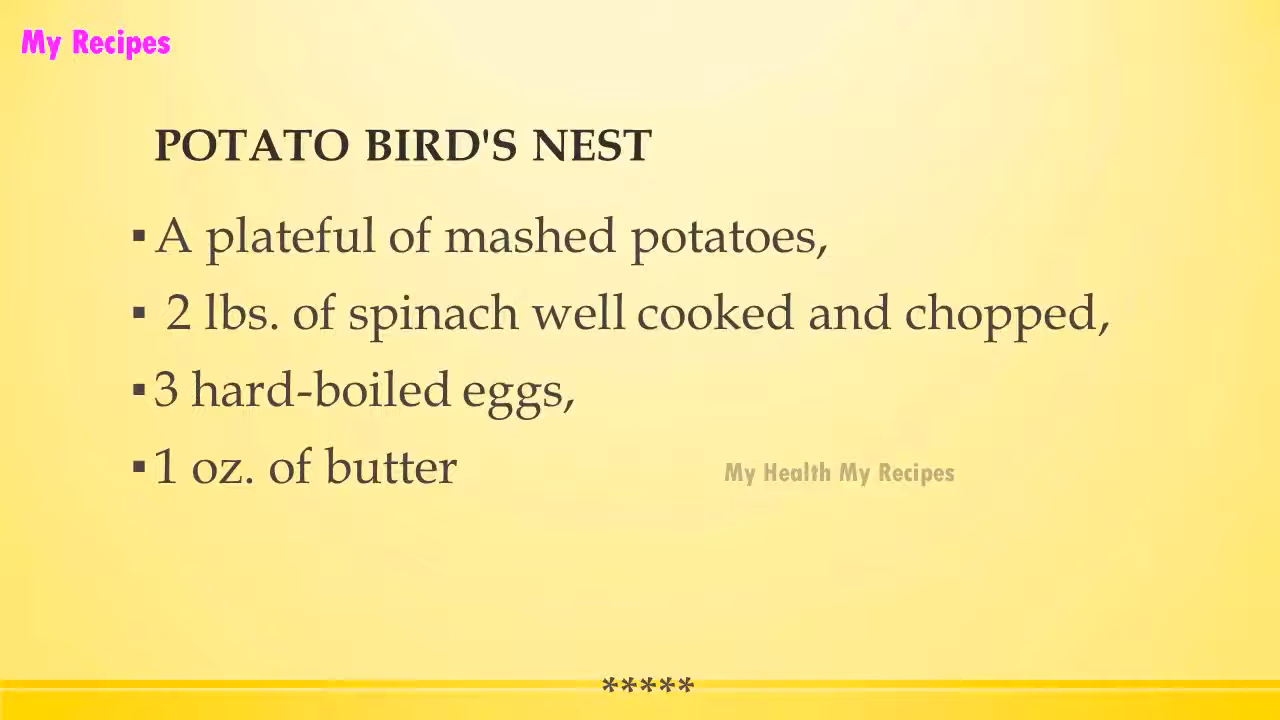 My Recipes
POTATO BIRD'S NEST
▪A plateful of mashed potatoes,
▪ 2 lbs. of spinach well cooked and chopped,
▪3 hard-boiled eggs,
▪1 oz. of butter
My Health My Recipes
*****